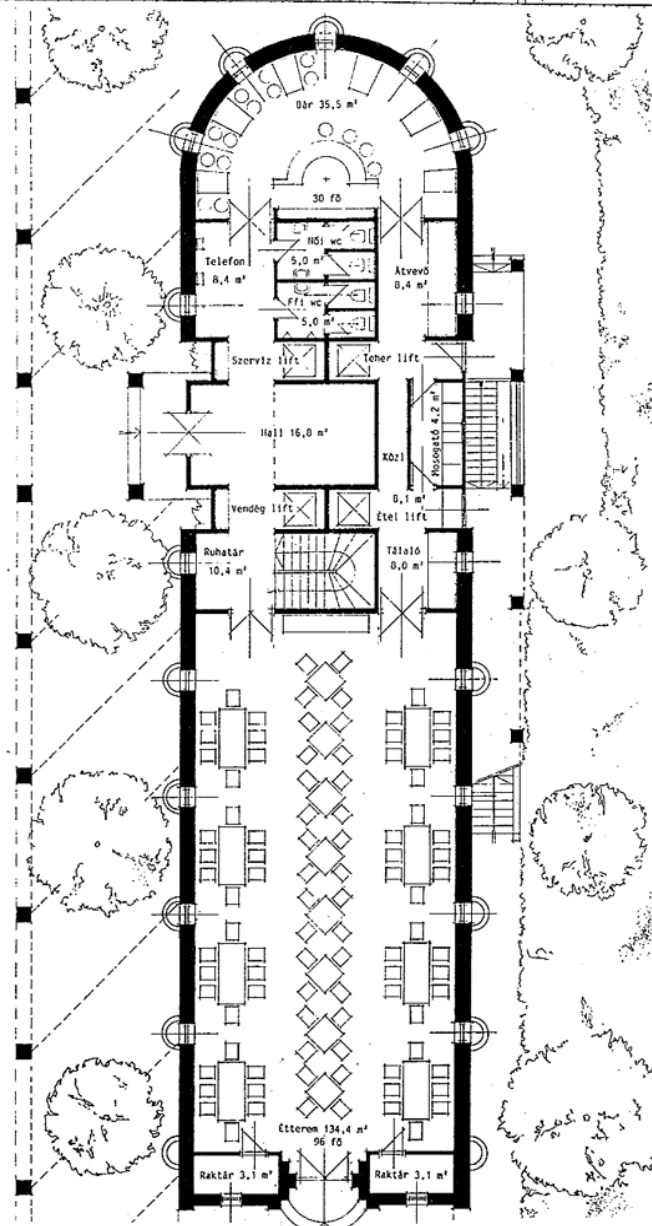 Bár 35,5 m²
30 fő
Női wc
5,0 m²
Telefon
8,4 m²
Átvevő
8,4 m²
Ffi wc
5,0 m²
Szerviz lift
Teher lift
Hall 16,8 m²
Mosogató 4,2 m²
Közl
8,1 m²
Vendég lift
Étel lift
Ruhatár
10,4 m²
Tálaló
8,0 m²
Étterem 134,4 m²
96 fő
Raktár 3,1 m²
Raktár 3,1 m²